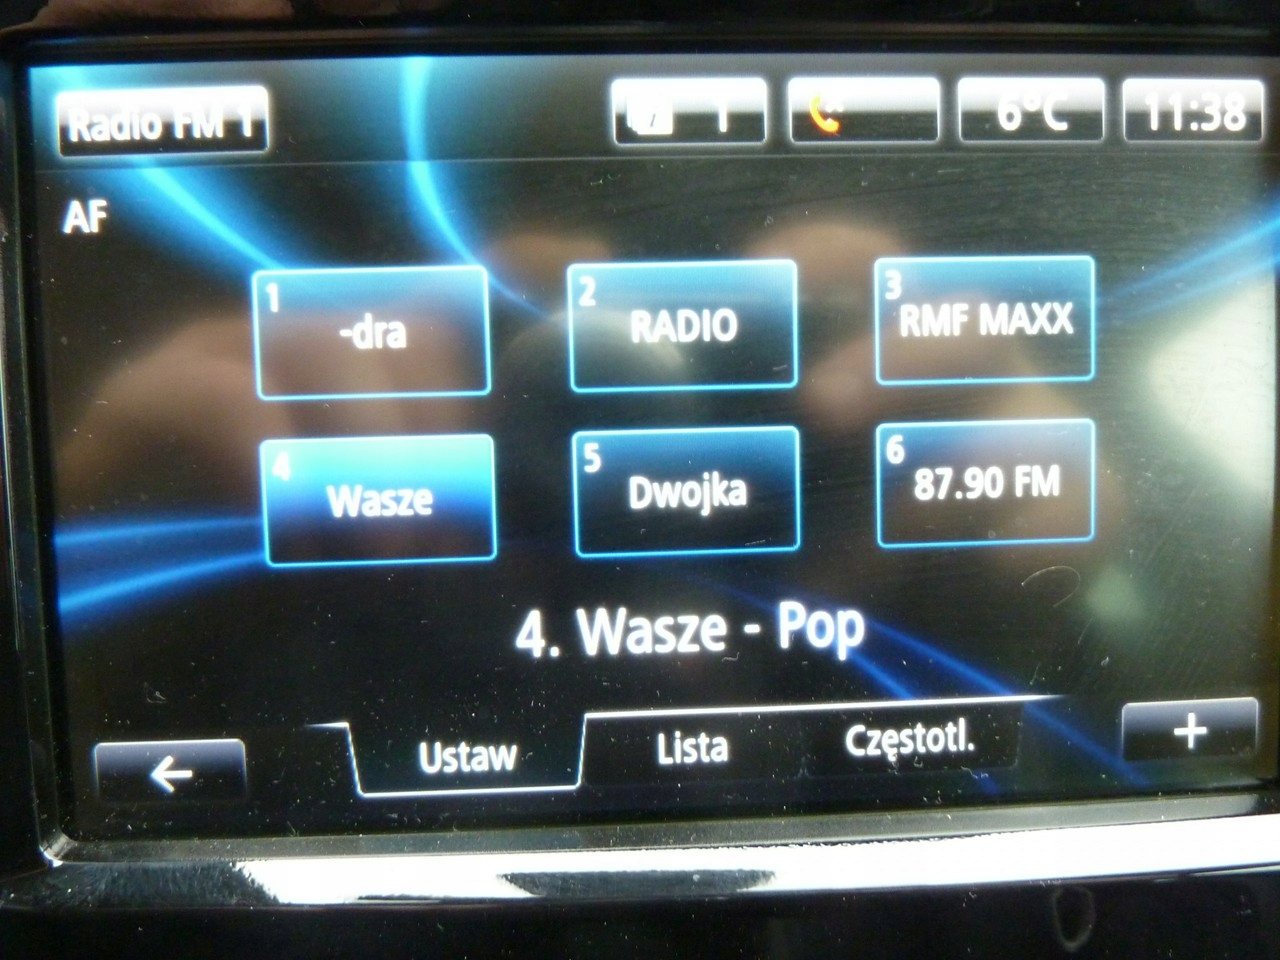 Radio FM 1
1
6°C
11:38
AF
1
-dra
2
RADIO
3
RMF MAXX
4
Wasze
5
Dwojka
6
87.90 FM
4. Wasze - Pop
Ustaw
Lista
Częstotl.
+